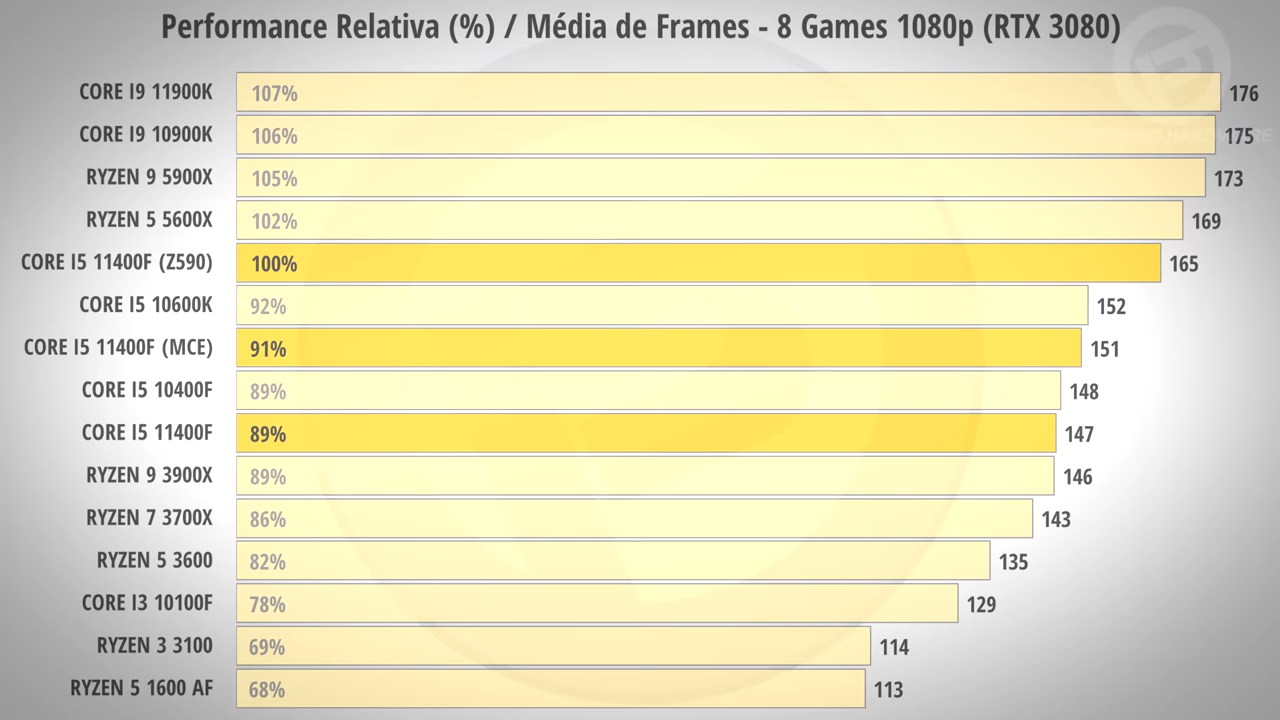 Performance Relativa (%) / Média de Frames - 8 Games 1080p (RTX 3080)
CORE I9 11900K 107% 176
CORE I9 10900K 106% 175
RYZEN 9 5900X 105% 173
RYZEN 5 5600X 102% 169
CORE I5 11400F (Z590) 100% 165
CORE I5 10600K 92% 152
CORE I5 11400F (MCE) 91% 151
CORE I5 10400F 89% 148
CORE I5 11400F 89% 147
RYZEN 9 3900X 89% 146
RYZEN 7 3700X 86% 143
RYZEN 5 3600 82% 135
CORE I3 10100F 78% 129
RYZEN 3 3100 69% 114
RYZEN 5 1600 AF 68% 113